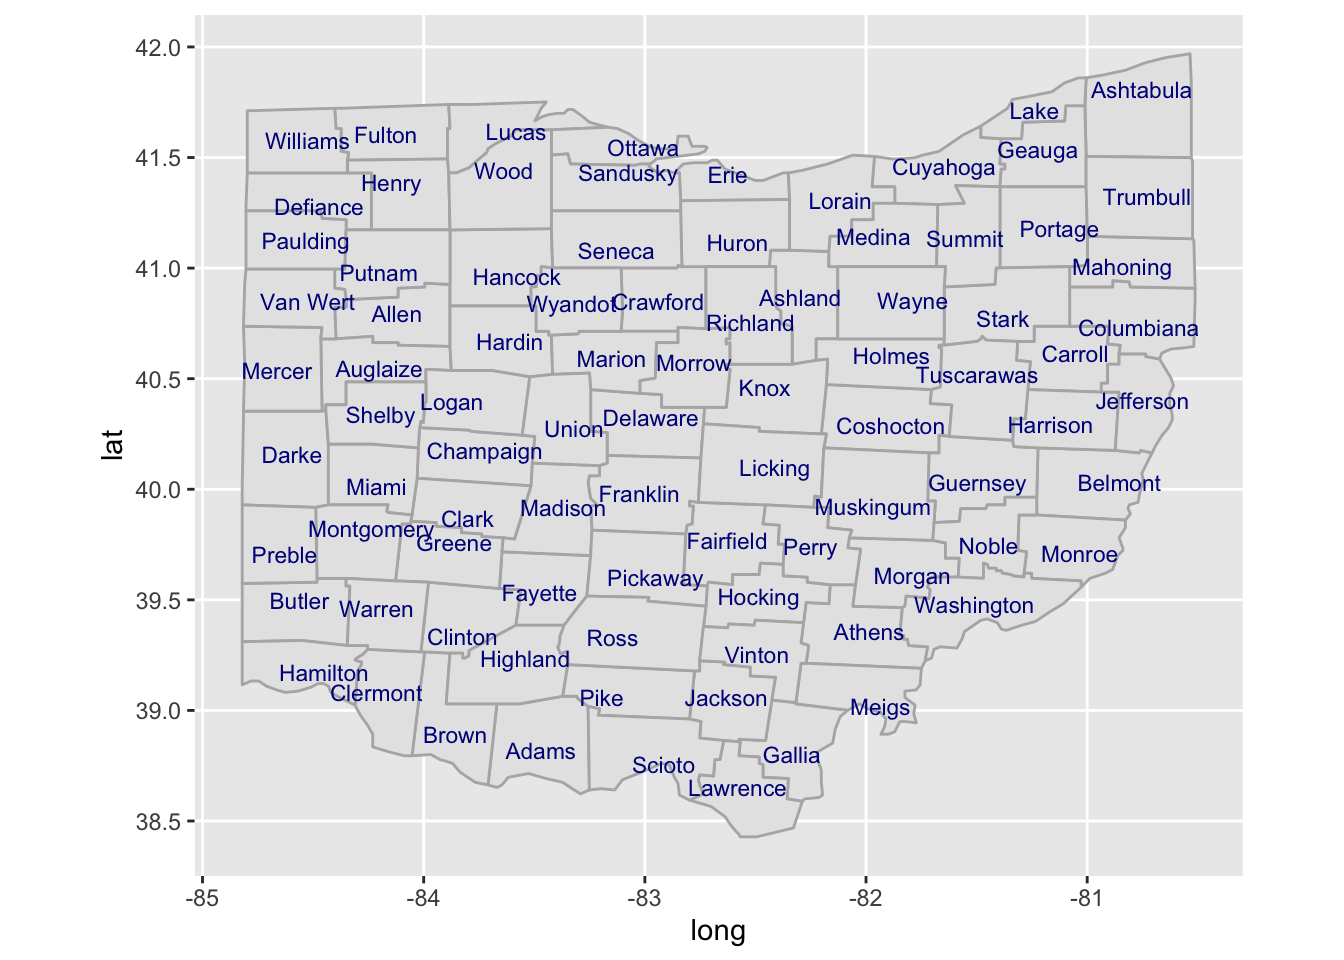 42.0
Ashtabula
Lake
Lucas
Fulton
Williams
41.5
Ottawa
Geauga
Cuyahoga
Wood
Sandusky
Erie
Henry
Trumbull
Lorain
Defiance
Portage
Paulding
Medina
Summit
Huron
Seneca
41.0
Mahoning
Putnam
Hancock
Van Wert
Wyandot
Crawford
Ashland
Wayne
Allen
Richland
Stark
Columbiana
Hardin
Marion
Morrow
Holmes
Carroll
40.5
Mercer
Auglaize
Tuscarawas
Knox
Logan
Jefferson
Shelby
Delaware
Union
Coshocton
Harrison
lat
Darke
Champaign
Licking
40.0
Miami
Franklin
Guernsey
Belmont
Madison
Muskingum
Clark
Montgomery
Greene
Fairfield
Perry
Noble
Preble
Monroe
Pickaway
Morgan
39.5
Butler
Warren
Fayette
Hocking
Washington
Clinton
Ross
Athens
Highland
Vinton
Hamilton
Clermont
39.0
Pike
Jackson
Meigs
Brown
Adams
Scioto
Gallia
Lawrence
38.5
-85
-84
-83
-82
-81
long